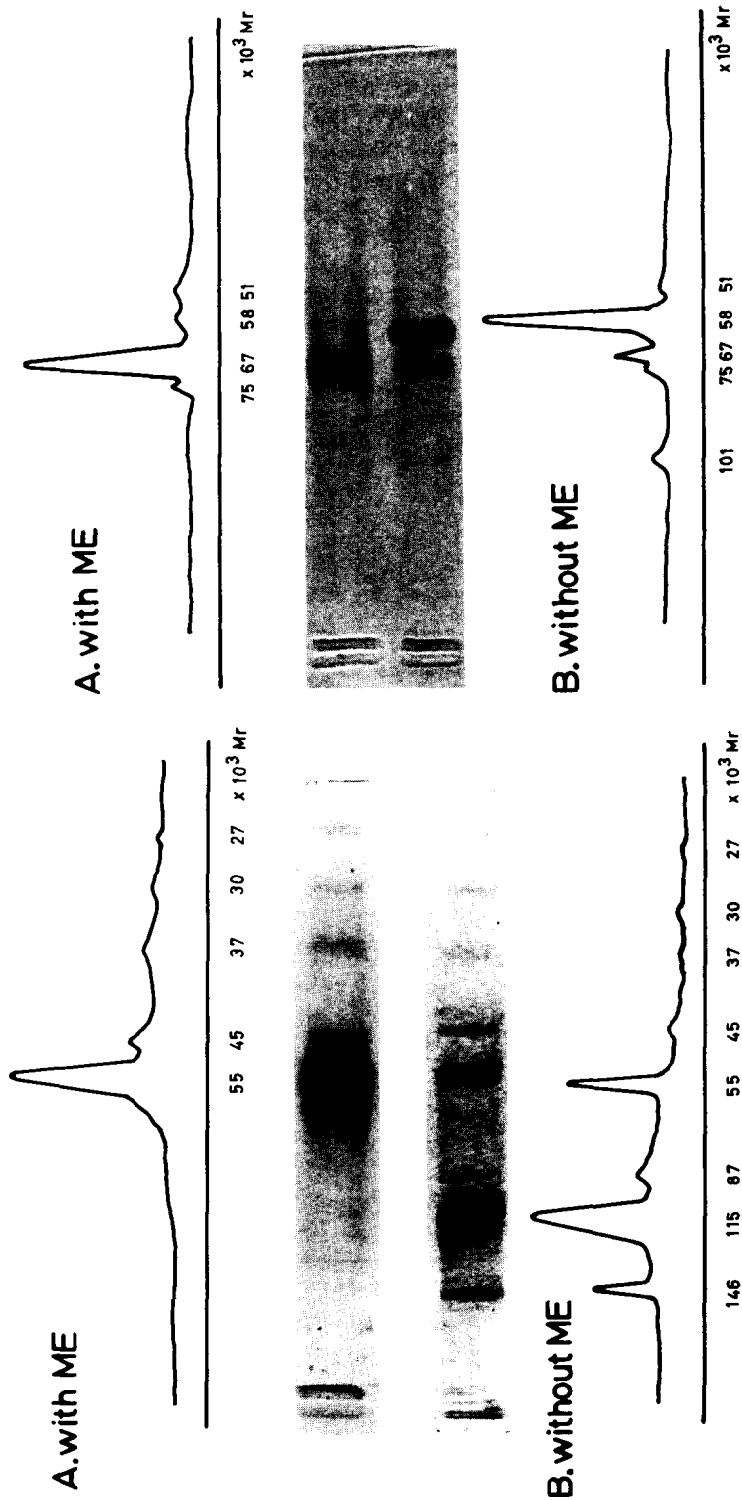 A. with ME
55 45 37 30 27 x 10³ Mr
B. without ME
146 115 87 55 45 37 30 27 x 10³ Mr
A. with ME
75 67 58 51 x 10³ Mr
B. without ME
101 75 67 58 51 x 10³ Mr